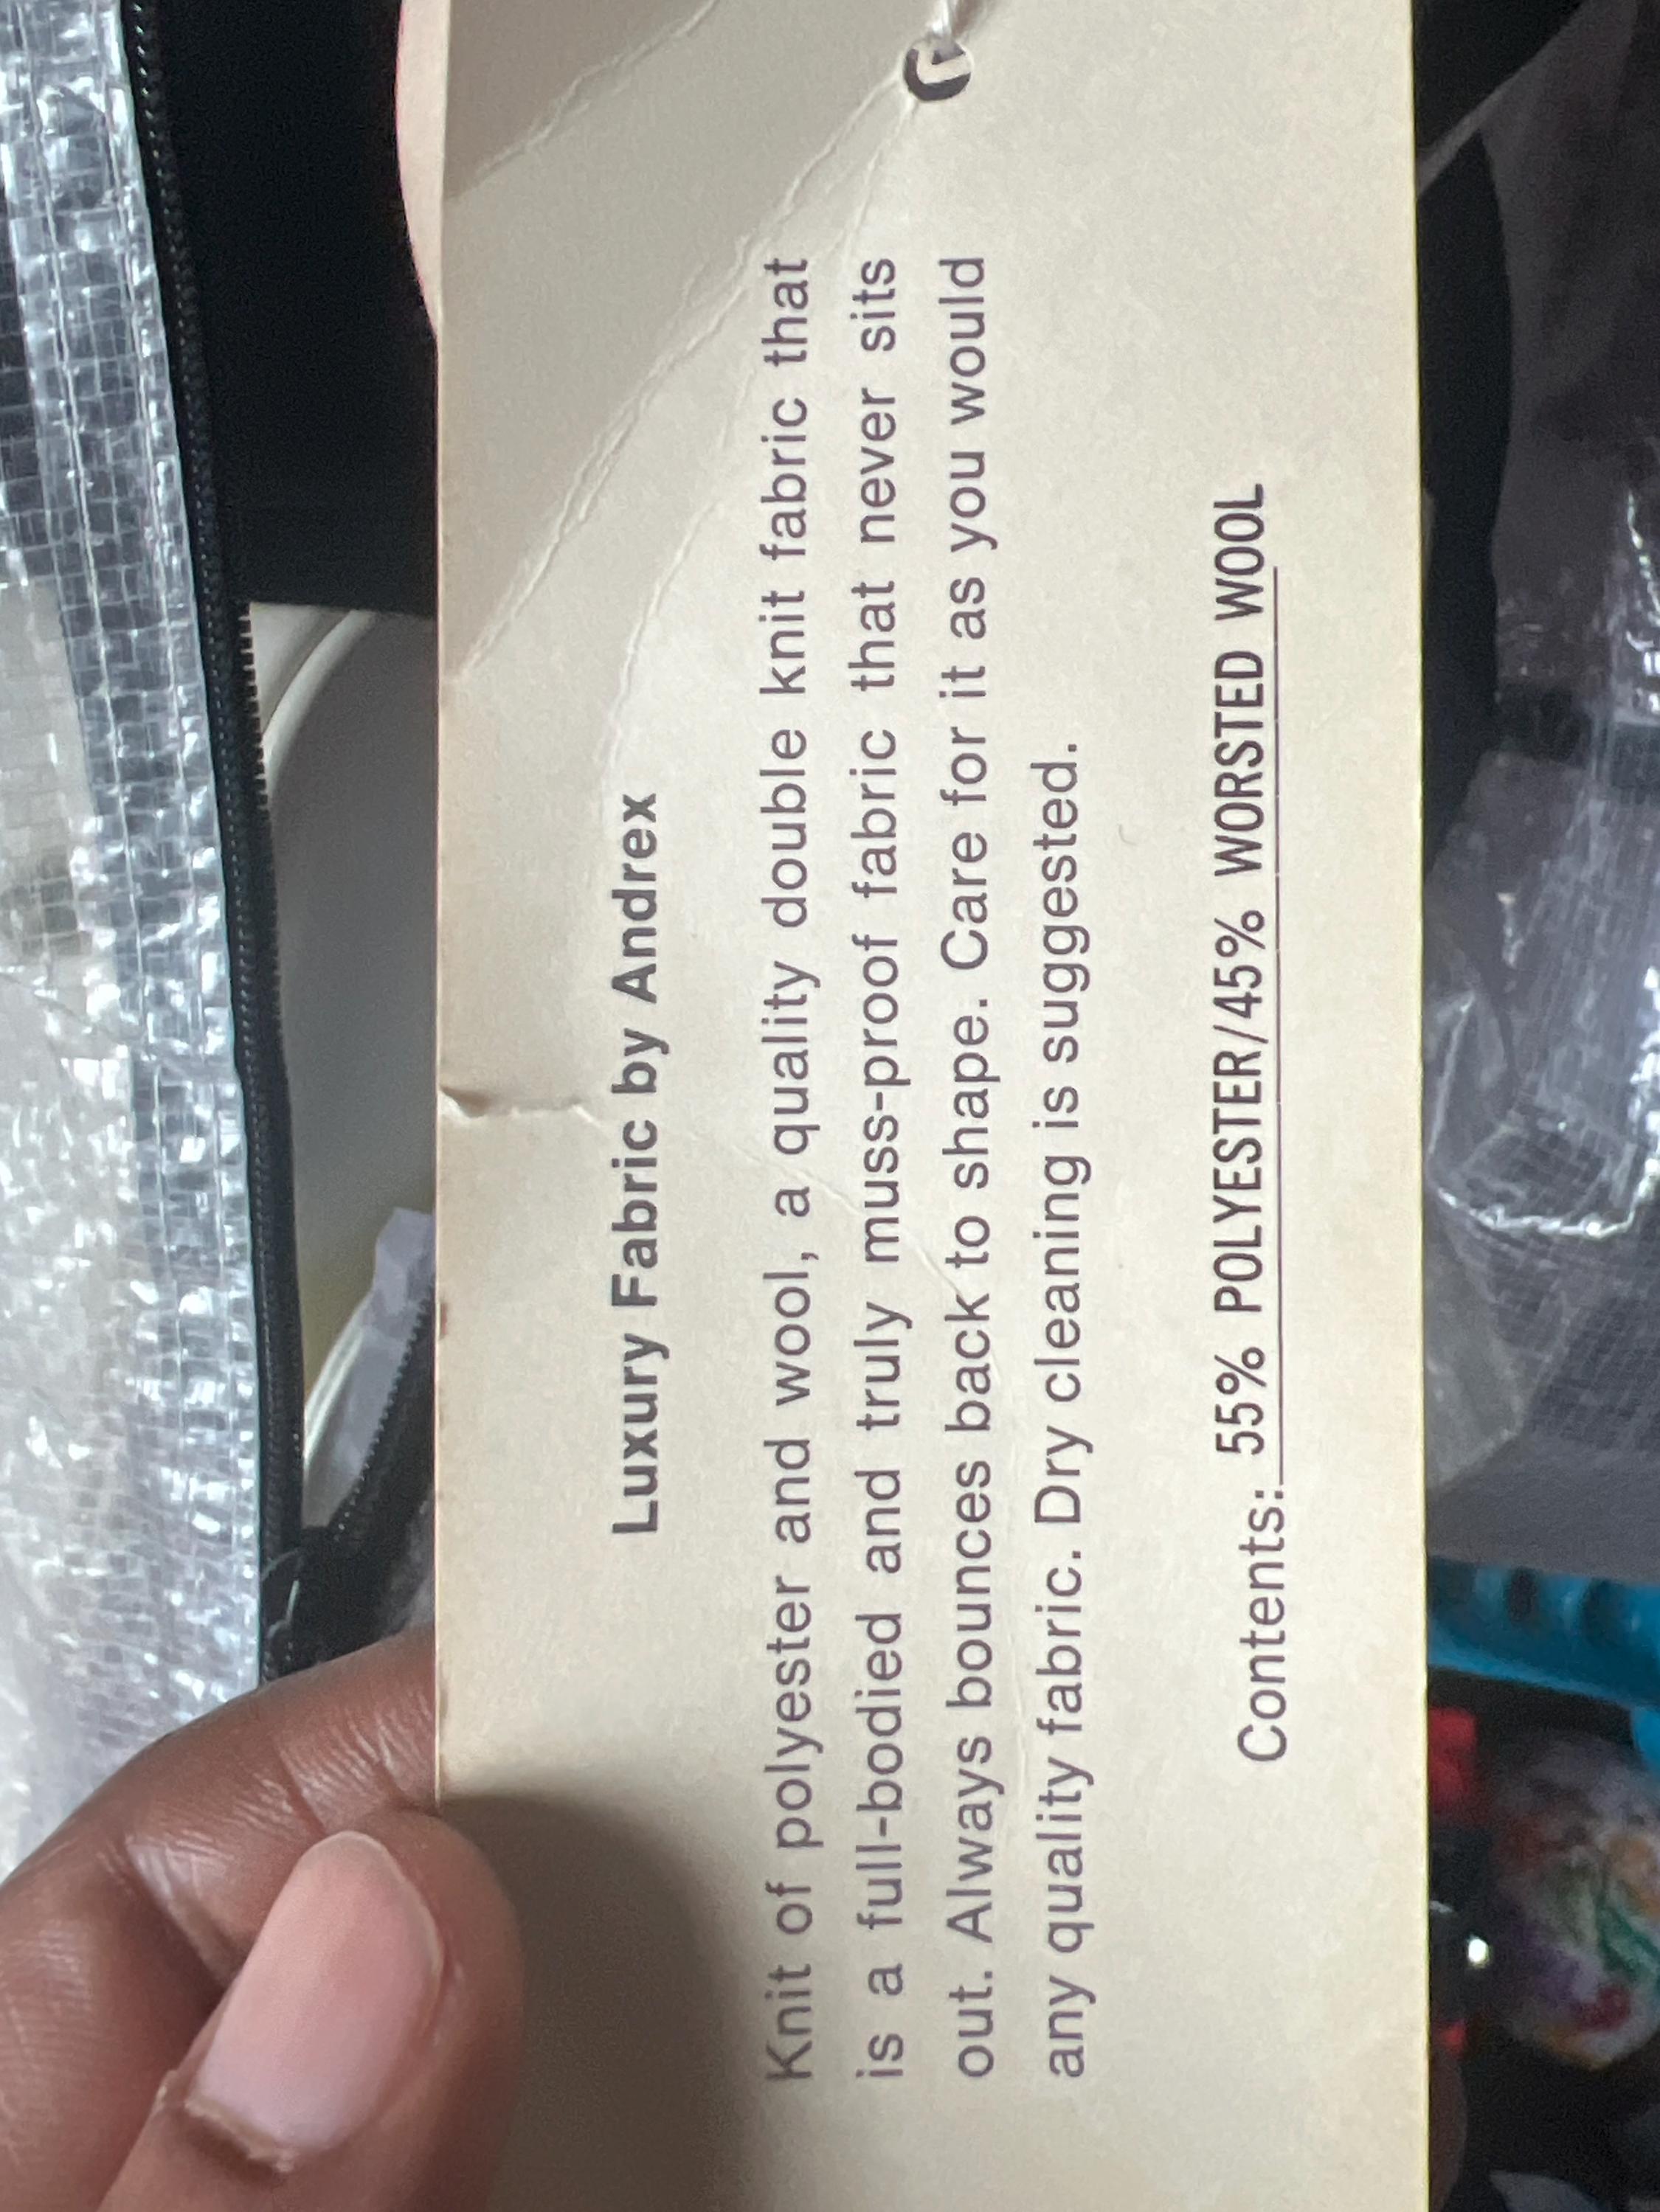 Luxury Fabric by Andrex
Knit of polyester and wool, a quality double knit fabric that
is a full-bodied and truly muss-proof fabric that never sits
out. Always bounces back to shape. Care for it as you would
any quality fabric. Dry cleaning is suggested.
Contents: 55% POLYESTER/45% WORSTED WOOL